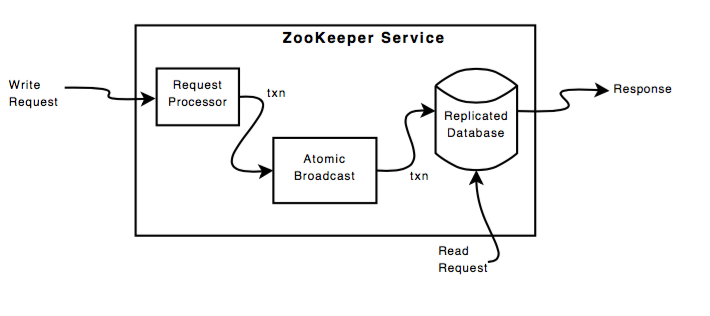 ZooKeeper Service
Write
Request
Request
Processor
txn
Atomic
Broadcast
txn
Replicated
Database
Response
Read
Request